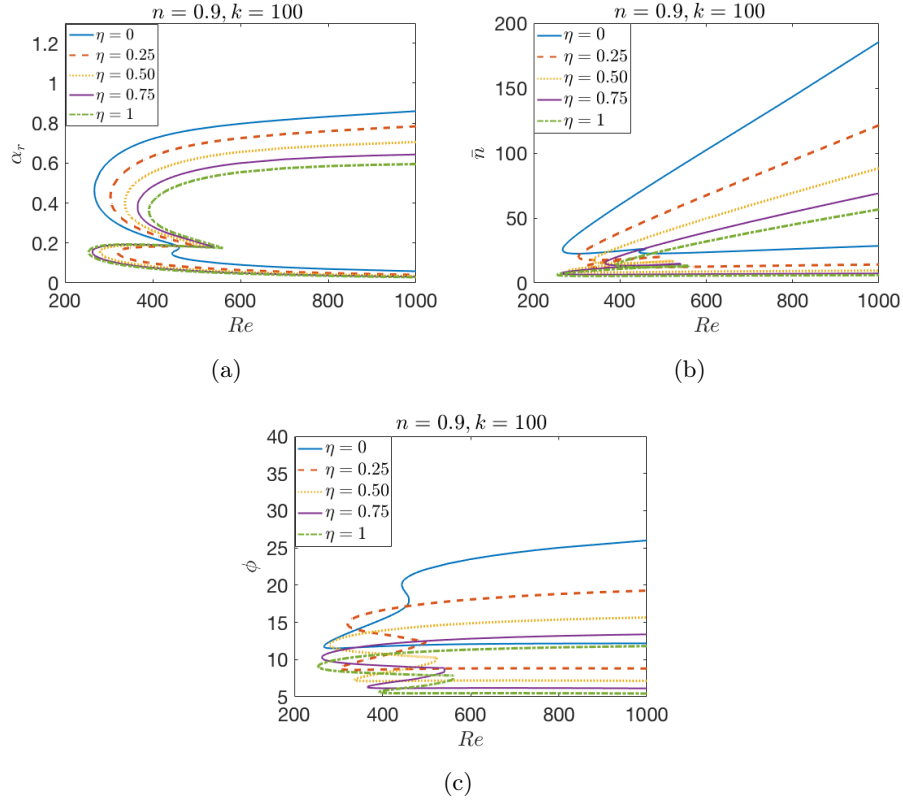 n = 0.9, k = 100
η = 0
η = 0.25
η = 0.50
η = 0.75
η = 1
1.2
1
0.8
0.6
0.4
0.2
0
α_r
200 400 600 800 1000
Re
(a)
n = 0.9, k = 100
η = 0
η = 0.25
η = 0.50
η = 0.75
η = 1
200
150
100
50
0
n̄
200 400 600 800 1000
Re
(b)
n = 0.9, k = 100
η = 0
η = 0.25
η = 0.50
η = 0.75
η = 1
40
35
30
25
20
15
10
5
ϕ
200 400 600 800 1000
Re
(c)